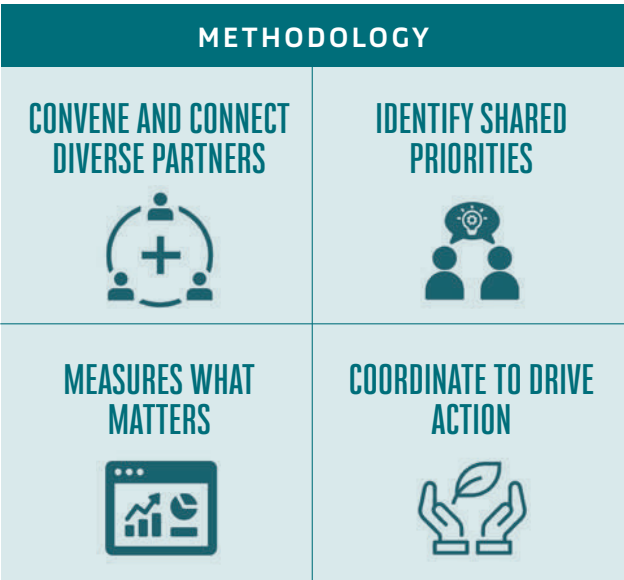 METHODOLOGY
CONVENE AND CONNECT
DIVERSE PARTNERS
IDENTIFY SHARED
PRIORITIES
MEASURES WHAT
MATTERS
COORDINATE TO DRIVE
ACTION